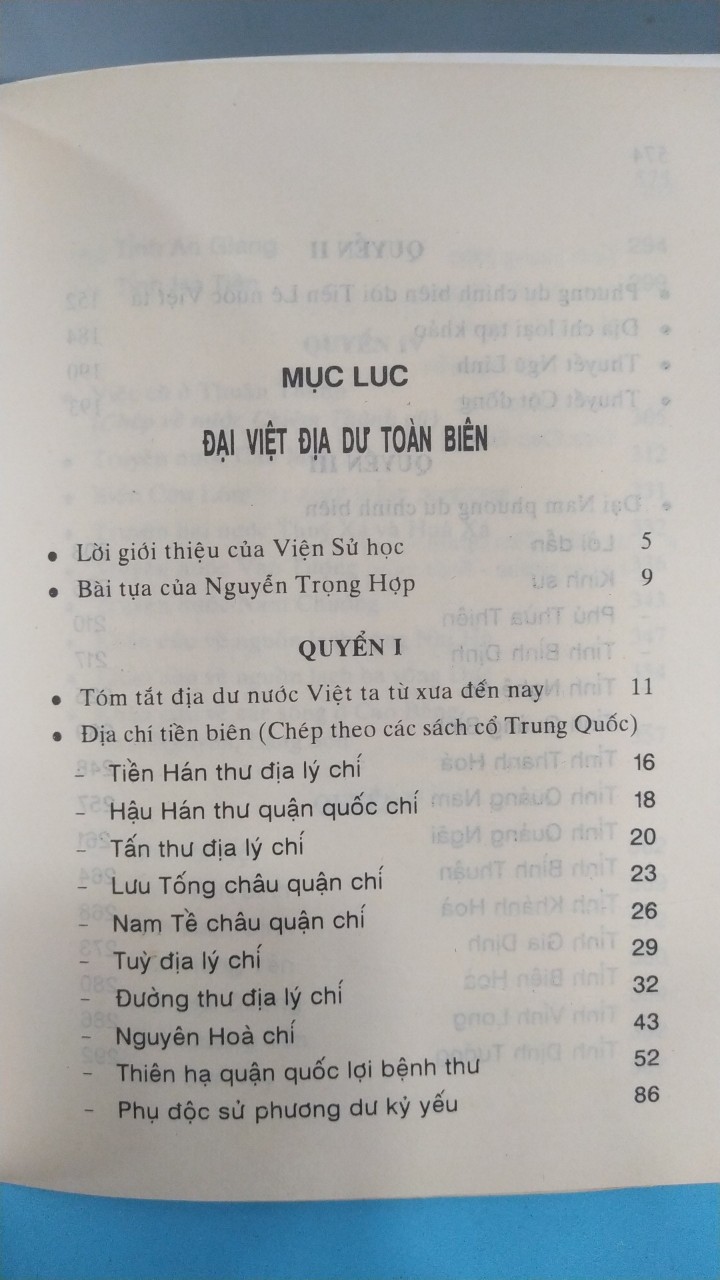 MỤC LUC
ĐẠI VIỆT ĐỊA DƯ TOÀN BIÊN
• Lời giới thiệu của Viện Sử học 5
• Bài tựa của Nguyễn Trọng Hợp 9
QUYỂN I
• Tóm tắt địa dư nước Việt ta từ xưa đến nay 11
• Địa chí tiền biên (Chép theo các sách cổ Trung Quốc)
– Tiền Hán thư địa lý chí 16
– Hậu Hán thư quận quốc chí 18
– Tấn thư địa lý chí 20
– Lưu Tống châu quận chí 23
– Nam Tề châu quận chí 26
– Tuỳ địa lý chí 29
– Đường thư địa lý chí 32
– Nguyên Hoà chí 43
– Thiên hạ quận quốc lợi bệnh thư 52
– Phụ độc sử phương dư kỷ yếu 86